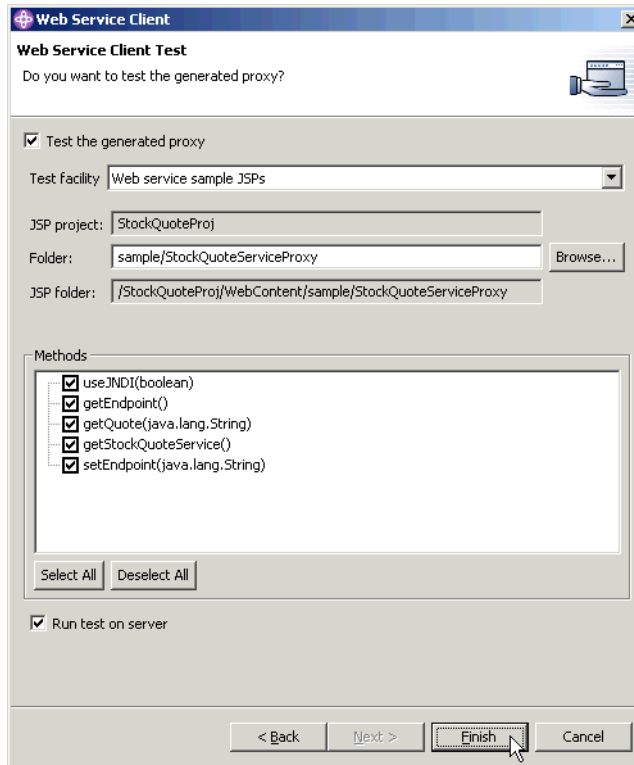 Web Service Client
Web Service Client Test
Do you want to test the generated proxy?
Test the generated proxy
Test facility Web service sample JSPs
JSP project: StockQuoteProj
Folder: sample/StockQuoteServiceProxy Browse...
JSP folder: /StockQuoteProj/WebContent/sample/StockQuoteServiceProxy
Methods
useJNDI(boolean)
getEndpoint()
getQuote(java.lang.String)
getStockQuoteService()
setEndpoint(java.lang.String)
Select All Deselect All
Run test on server
< Back Next > Finish Cancel